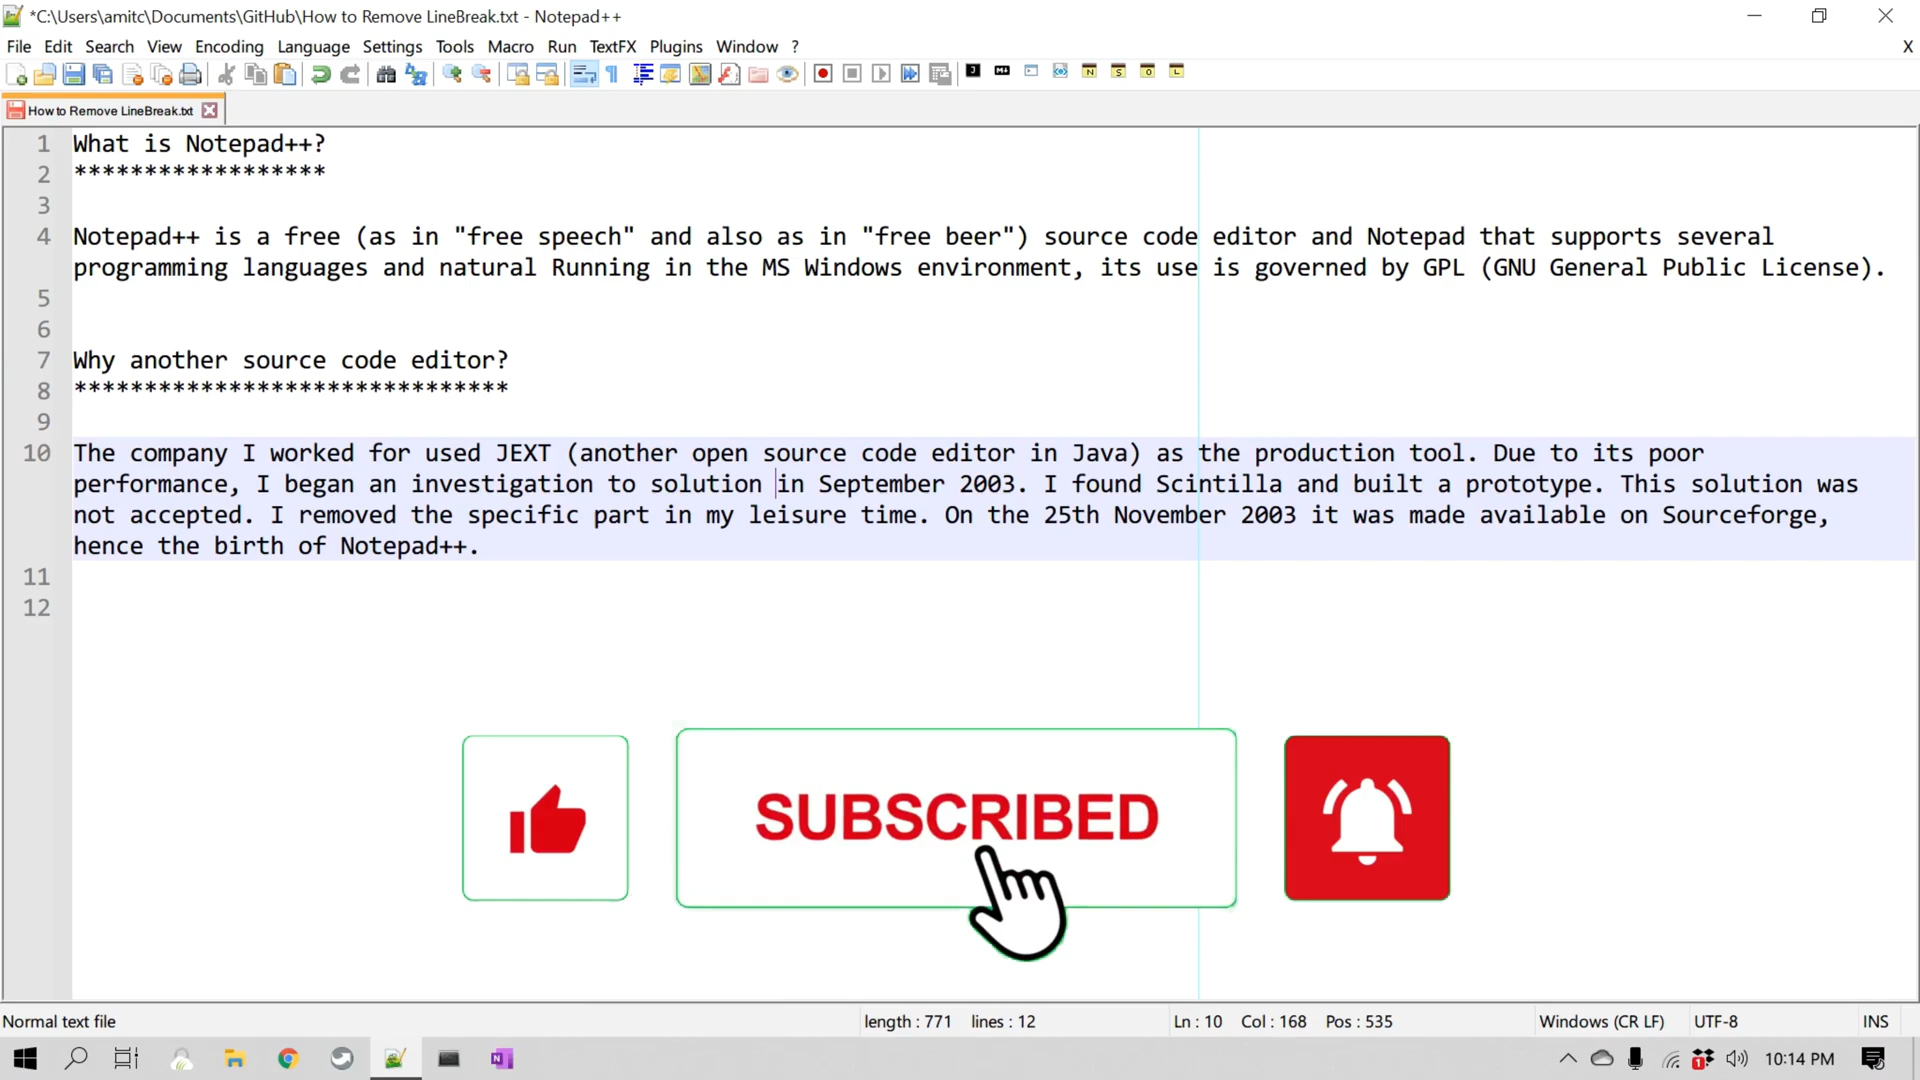 *C:\Users\amitc\Documents\GitHub\How to Remove LineBreak.txt - Notepad++
File Edit Search View Encoding Language Settings Tools Macro Run TextFX Plugins Window ? X
How to Remove LineBreak.txt
1 What is Notepad++?
2 ******************
3
4 Notepad++ is a free (as in "free speech" and also as in "free beer") source code editor and Notepad that supports several
programming languages and natural Running in the MS Windows environment, its use is governed by GPL (GNU General Public License).
5
6
7 Why another source code editor?
8 *******************************
9
10 The company I worked for used JEXT (another open source code editor in Java) as the production tool. Due to its poor
performance, I began an investigation to solution in September 2003. I found Scintilla and built a prototype. This solution was
not accepted. I removed the specific part in my leisure time. On the 25th November 2003 it was made available on Sourceforge,
hence the birth of Notepad++.
11
12
SUBSCRIBED
Normal text file length : 771 lines : 12 Ln : 10 Col : 168 Pos : 535 Windows (CR LF) UTF-8 INS
10:14 PM